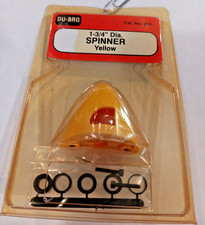 DU-BRO
1-3/4" Dia.
SPINNER
Yellow